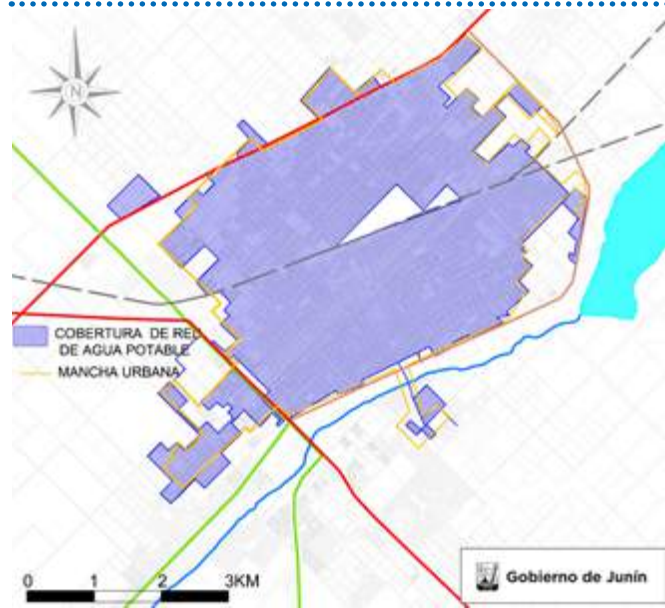 N
COBERTURA DE RED
DE AGUA POTABLE
MANCHA URBANA
0 1 2 3KM
Gobierno de Junín